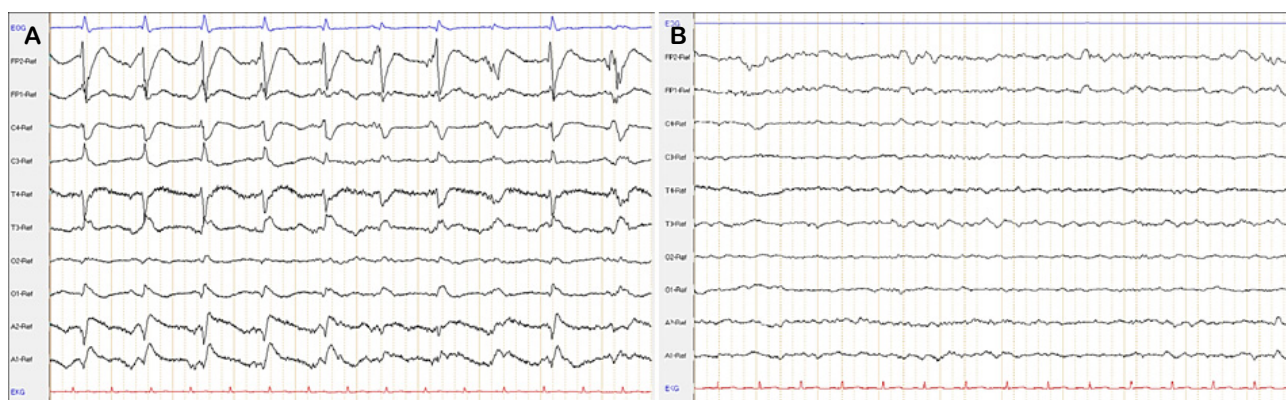 A
EOG
FP2-Ref
FP1-Ref
C4-Ref
C3-Ref
T4-Ref
T3-Ref
O2-Ref
O1-Ref
A2-Ref
A1-Ref
EKG
B
EOG
FP2-Ref
FP1-Ref
C4-Ref
C3-Ref
T4-Ref
T3-Ref
O2-Ref
O1-Ref
A2-Ref
A1-Ref
EKG